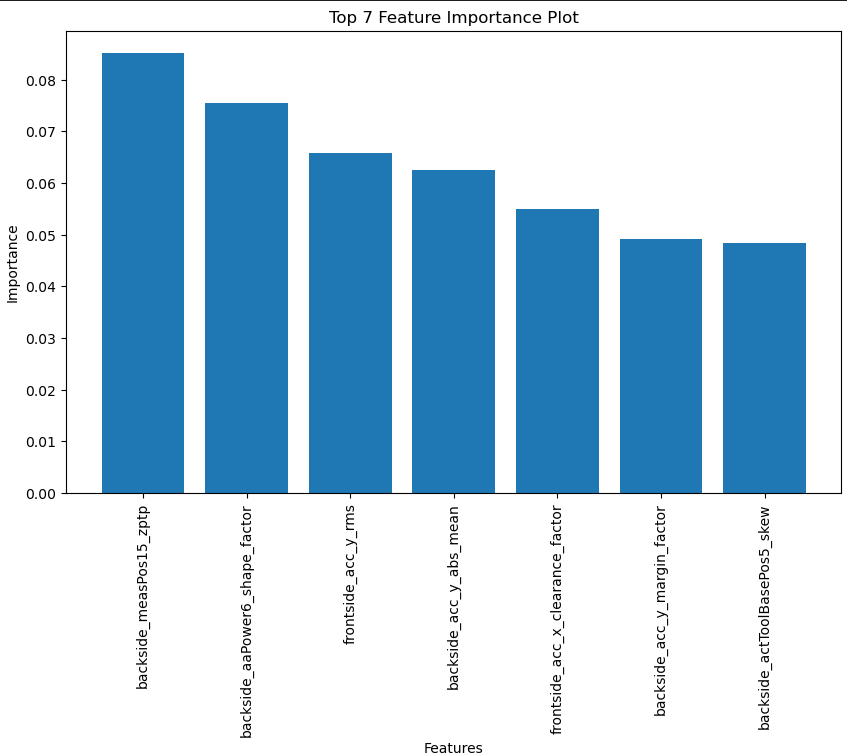 Top 7 Feature Importance Plot
Importance
0.08
0.07
0.06
0.05
0.04
0.03
0.02
0.01
0.00
backside_measPos15_zptp
backside_aaPower6_shape_factor
frontside_acc_y_rms
backside_acc_y_abs_mean
frontside_acc_x_clearance_factor
backside_acc_y_margin_factor
backside_actToolBasePos5_skew
Features